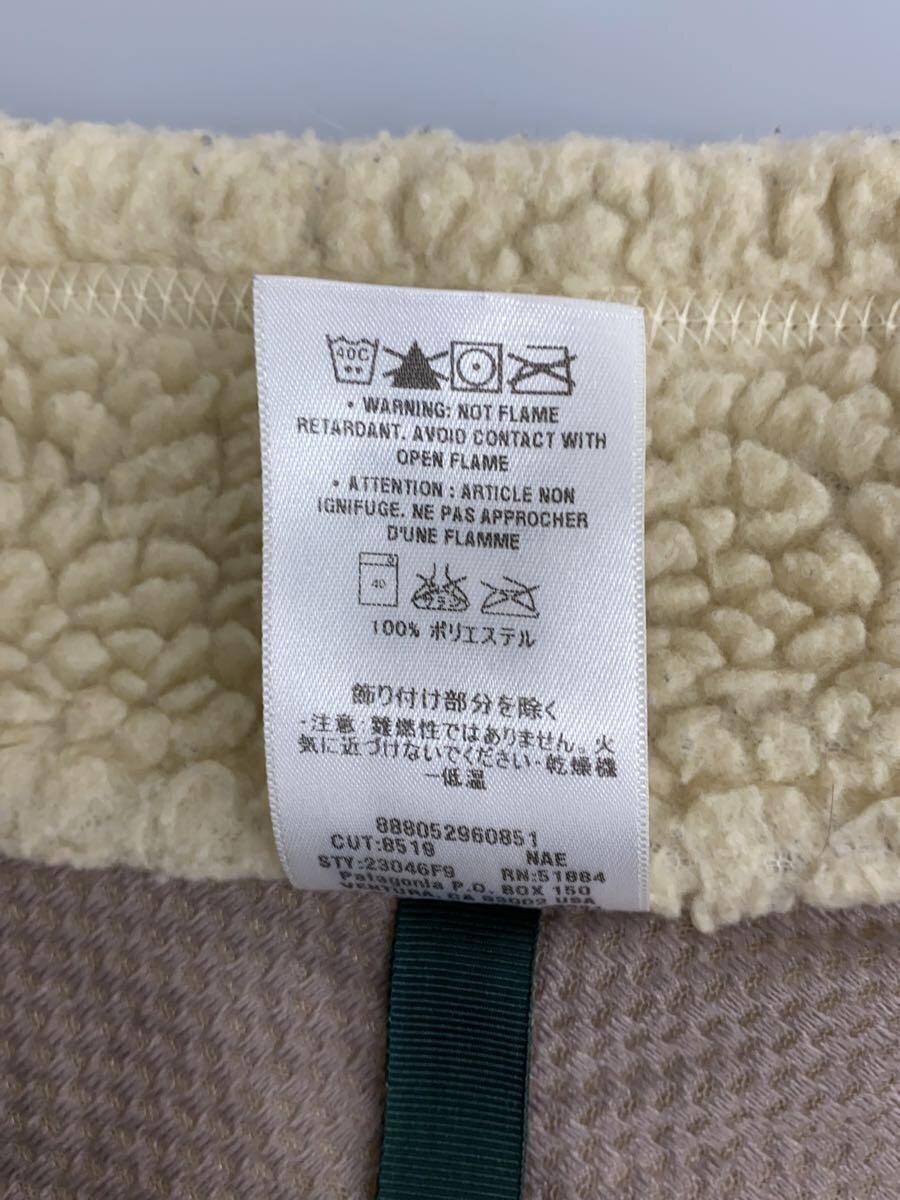 40C
• WARNING: NOT FLAME
RETARDANT. AVOID CONTACT WITH
OPEN FLAME
• ATTENTION : ARTICLE NON
IGNIFUGE. NE PAS APPROCHER
D'UNE FLAMME
40
100% ポリエステル
飾り付け部分を除く
・注意 難燃性ではありません。火
気に近づけないでください・乾燥機
－低温
888052960851
CUT:8519 NAE
STY:23046F9 RN:51884
Patagonia P.O. BOX 150
VENTURA, CA 93002 USA